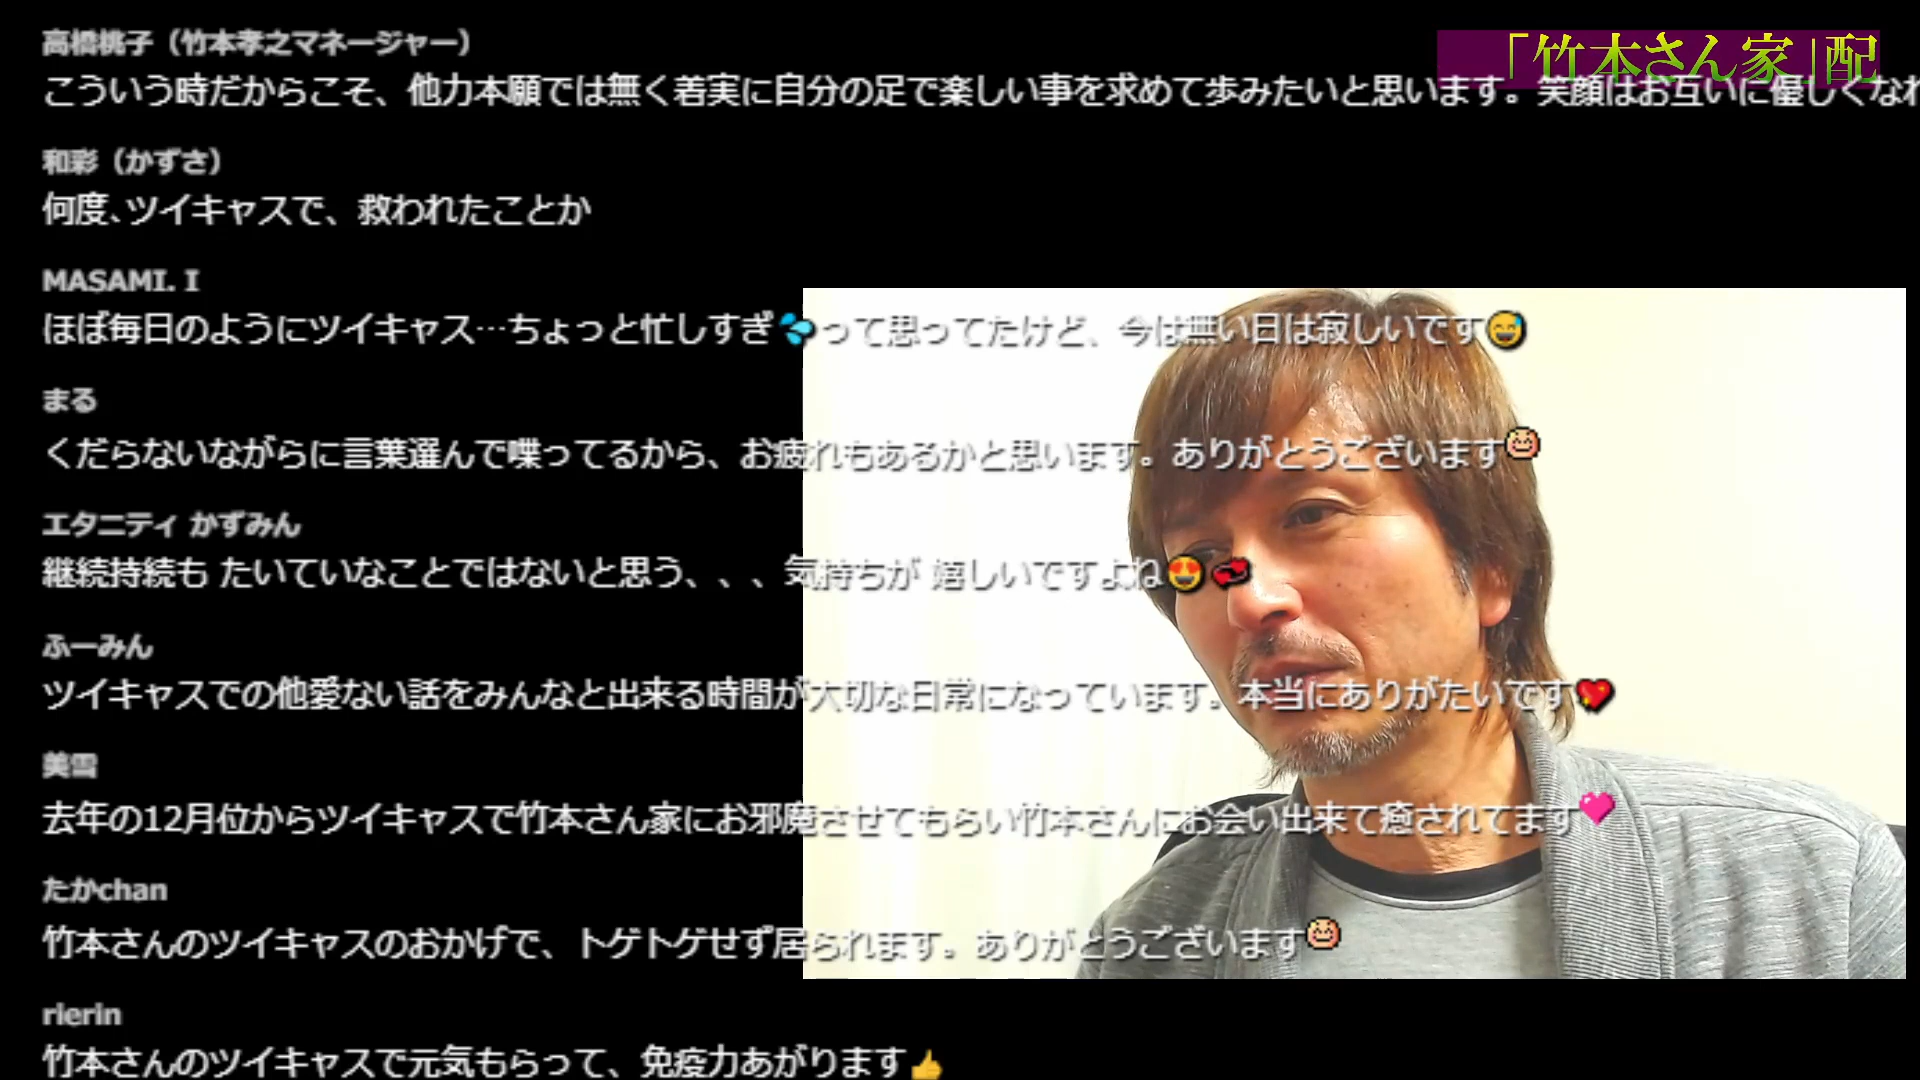 「竹本さん家」配
高橋桃子（竹本孝之マネージャー）
こういう時だからこそ、他力本願では無く着実に自分の足で楽しい事を求めて歩みたいと思います。笑顔はお互いに優しくなれ
和彩（かずさ）
何度､ツイキャスで、救われたことか
MASAMI. I
ほぼ毎日のようにツイキャス…ちょっと忙しすぎ💦って思ってたけど、今は無い日は寂しいです😅
まる
くだらないながらに言葉選んで喋ってるから、お疲れもあるかと思います。ありがとうございます
エタニティ かずみん
継続持続も たいていなことではないと思う、、、気持ちが 嬉しいですよね😍
ふーみん
ツイキャスでの他愛ない話をみんなと出来る時間が大切な日常になっています。本当にありがたいです💖
美雪
去年の12月位からツイキャスで竹本さん家にお邪魔させてもらい竹本さんにお会い出来て癒されてます
たかchan
竹本さんのツイキャスのおかげで、トゲトゲせず居られます。ありがとうございます
rierin
竹本さんのツイキャスで元気もらって、免疫力あがります👍